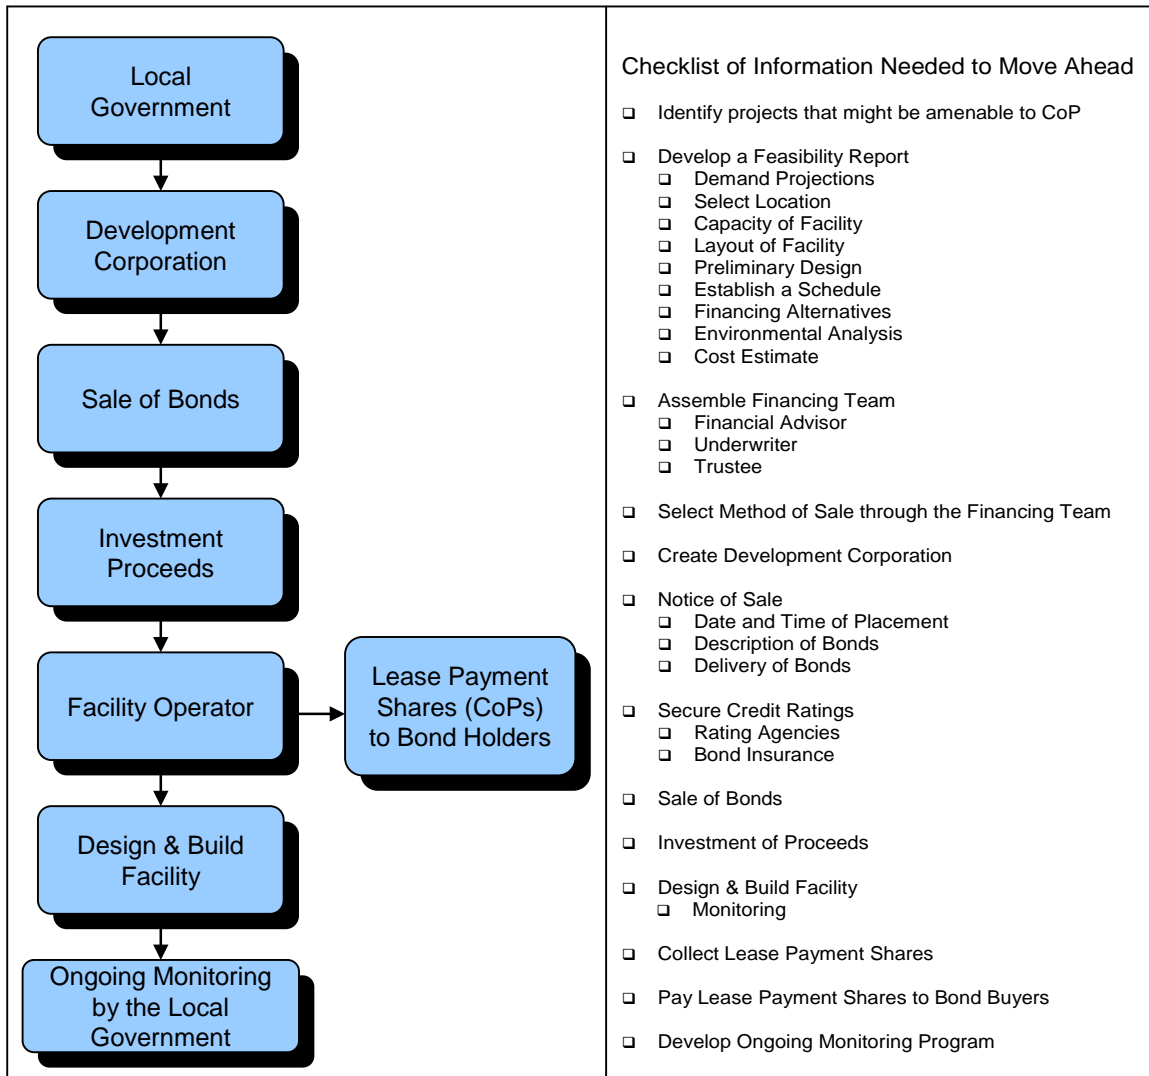 Local
Government
Development
Corporation
Sale of Bonds
Investment
Proceeds
Facility Operator
Lease Payment
Shares (CoPs)
to Bond Holders
Design & Build
Facility
Ongoing Monitoring
by the Local
Government
Checklist of Information Needed to Move Ahead
Identify projects that might be amenable to CoP
Develop a Feasibility Report
Demand Projections
Select Location
Capacity of Facility
Layout of Facility
Preliminary Design
Establish a Schedule
Financing Alternatives
Environmental Analysis
Cost Estimate
Assemble Financing Team
Financial Advisor
Underwriter
Trustee
Select Method of Sale through the Financing Team
Create Development Corporation
Notice of Sale
Date and Time of Placement
Description of Bonds
Delivery of Bonds
Secure Credit Ratings
Rating Agencies
Bond Insurance
Sale of Bonds
Investment of Proceeds
Design & Build Facility
Monitoring
Collect Lease Payment Shares
Pay Lease Payment Shares to Bond Buyers
Develop Ongoing Monitoring Program